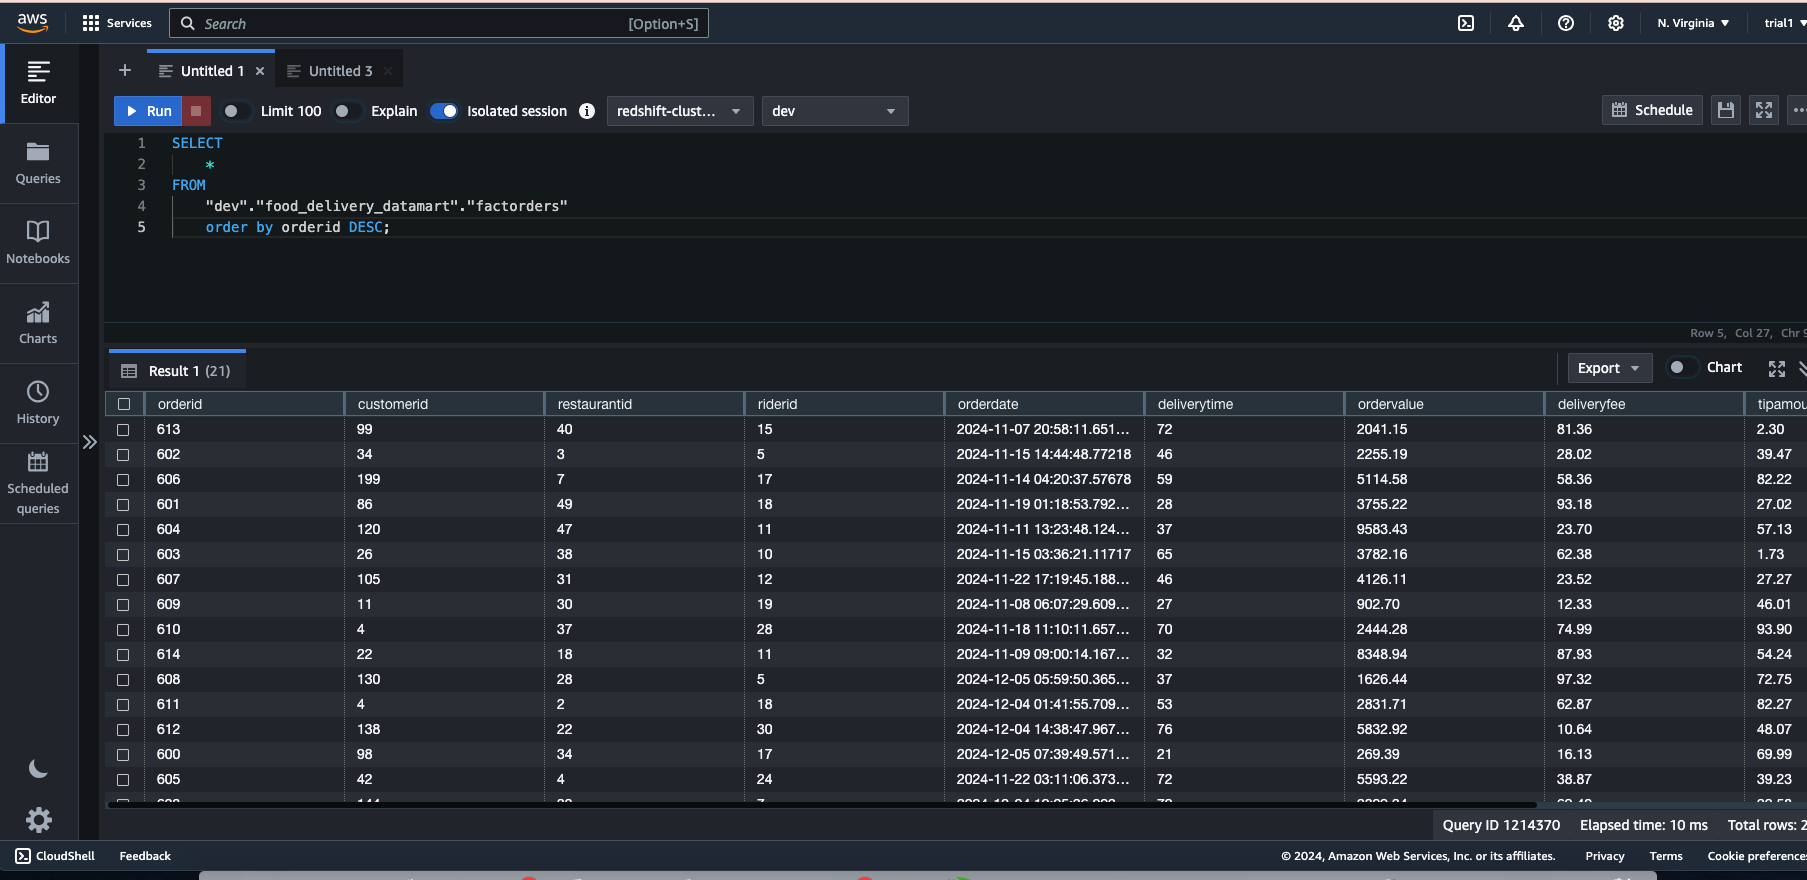 aws Services Search [Option+S] N. Virginia trial1
Editor
Queries
Notebooks
Charts
History
Scheduled
queries
Untitled 1 Untitled 3
Run Limit 100 Explain Isolated session redshift-clust... dev Schedule
1 SELECT
2 *
3 FROM
4 "dev"."food_delivery_datamart"."factorders"
5 order by orderid DESC;
Row 5, Col 27, Chr
Result 1 (21) Export Chart
orderid customerid restaurantid riderid orderdate deliverytime ordervalue deliveryfee tipamou
613 99 40 15 2024-11-07 20:58:11.651... 72 2041.15 81.36 2.30
602 34 3 5 2024-11-15 14:44:48.77218 46 2255.19 28.02 39.47
606 199 7 17 2024-11-14 04:20:37.57678 59 5114.58 58.36 82.22
601 86 49 18 2024-11-19 01:18:53.792... 28 3755.22 93.18 27.02
604 120 47 11 2024-11-11 13:23:48.124... 37 9583.43 23.70 57.13
603 26 38 10 2024-11-15 03:36:21.11717 65 3782.16 62.38 1.73
607 105 31 12 2024-11-22 17:19:45.188... 46 4126.11 23.52 27.27
609 11 30 19 2024-11-08 06:07:29.609... 27 902.70 12.33 46.01
610 4 37 28 2024-11-18 11:10:11.657... 70 2444.28 74.99 93.90
614 22 18 11 2024-11-09 09:00:14.167... 32 8348.94 87.93 54.24
608 130 28 5 2024-12-05 05:59:50.365... 37 1626.44 97.32 72.75
611 4 2 18 2024-12-04 01:41:55.709... 53 2831.71 62.87 82.27
612 138 22 30 2024-12-04 14:38:47.967... 76 5832.92 10.64 48.07
600 98 34 17 2024-12-05 07:39:49.571... 21 269.39 16.13 69.99
605 42 4 24 2024-11-22 03:11:06.373... 72 5593.22 38.87 39.23
Query ID 1214370 Elapsed time: 10 ms Total rows: 2
CloudShell Feedback © 2024, Amazon Web Services, Inc. or its affiliates. Privacy Terms Cookie preferences